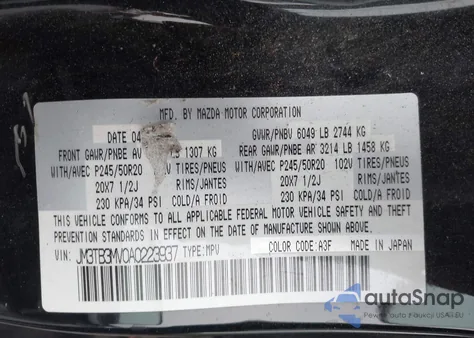 MFD. BY MAZDA MOTOR CORPORATION
DATE 04
GVWR/PNBV 6049 LB 2744 KG
FRONT GAWR/PNBE AV LB 1307 KG
REAR GAWR/PNBE AR 3214 LB 1458 KG
WITH/AVEC P245/50R20 TIRES/PNEUS
WITH/AVEC P245/50R20 102V TIRES/PNEUS
20X7 1/2J RIMS/JANTES
20X7 1/2J RIMS/JANTES
230 KPA/34 PSI COLD/A FROID
230 KPA/34 PSI COLD/A FROID
THIS VEHICLE CONFORMS TO ALL APPLICABLE FEDERAL MOTOR VEHICLE SAFETY,
AND THEFT PREVENTION STANDARDS IN EFFECT ON THE DATE OF
MANUFACTURE SHOWN ABOVE.
VIN: JM3TB3MV0A0223937 TYPE:MPV
COLOR CODE: A3F MADE IN JAPAN
autoSnap